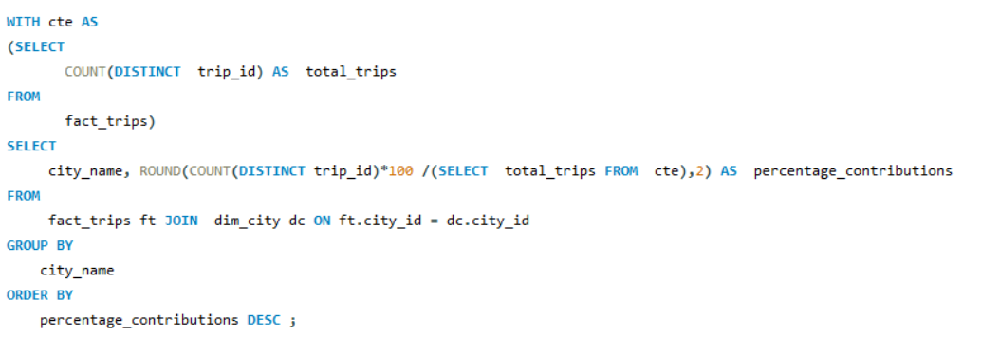 WITH cte AS
(SELECT
COUNT(DISTINCT trip_id) AS total_trips
FROM
fact_trips)
SELECT
city_name, ROUND(COUNT(DISTINCT trip_id)*100 /(SELECT total_trips FROM cte),2) AS percentage_contributions
FROM
fact_trips ft JOIN dim_city dc ON ft.city_id = dc.city_id
GROUP BY
city_name
ORDER BY
percentage_contributions DESC ;